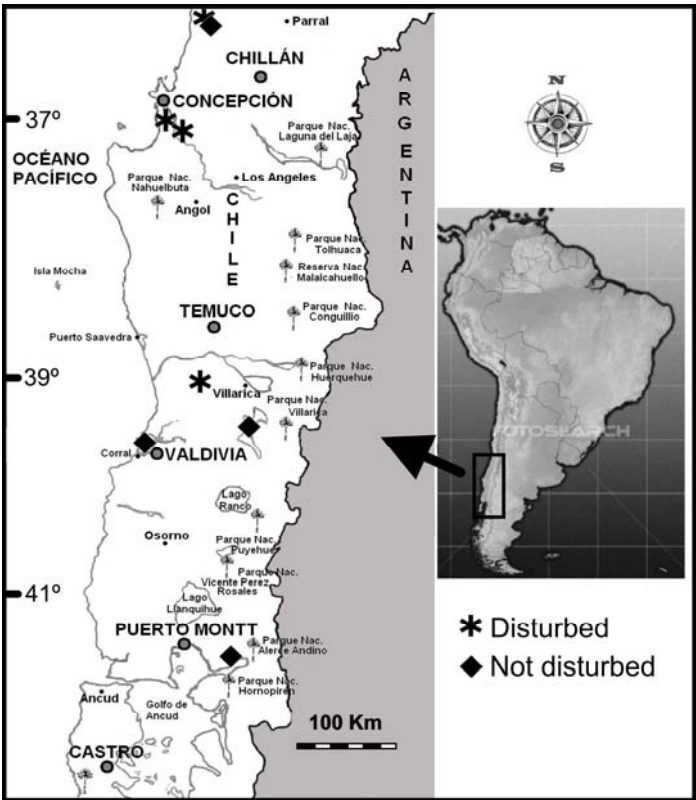 Parral
CHILLÁN
CONCEPCIÓN
37º
Parque Nac.
Laguna del Laja
OCÉANO
PACÍFICO
Parque Nac.
Nahuelbuta
Los Angeles
Angol
CHILE
ARGENTINA
Parque Nac.
Tolhuaca
Isla Mocha
Reserva Nac.
Malalcahuello
TEMUCO
Parque Nac.
Conguillio
Puerto Saavedra
39º
Parque Nac.
Huerquehue
Villarica
Parque Nac.
Villarica
Corral
VALDIVIA
Lago
Ranco
Osorno
Parque Nac.
Puyehue
Parque Nac.
Vicente Perez
Rosales
41º
Lago
Llanquihue
PUERTO MONTT
Parque Nac.
Alerce Andino
Parque Nac.
Hornopirén
Ancud
Golfo de
Ancud
100 Km
CASTRO
N
S
FOTOSEARCH
Disturbed
Not disturbed